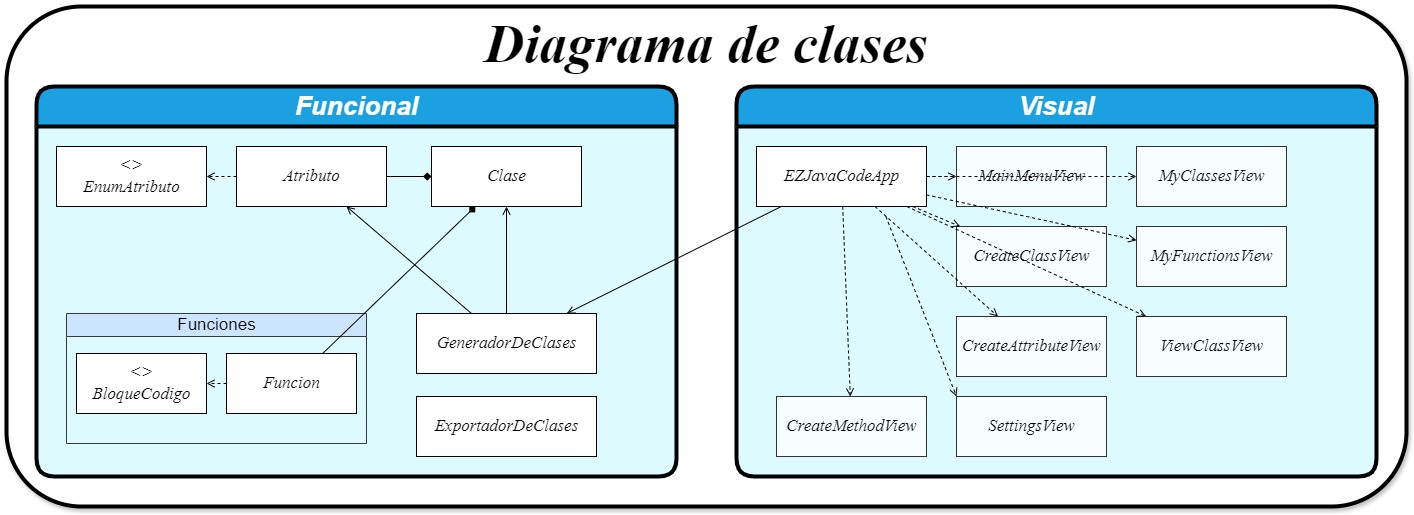 Diagrama de clases
Funcional
<>
EnumAtributo
Atributo
Clase
Funciones
<>
BloqueCodigo
Funcion
GeneradorDeClases
ExportadorDeClases
Visual
EZJavaCodeApp
MainMenuView
MyClassesView
CreateClassView
MyFunctionsView
CreateAttributeView
ViewClassView
CreateMethodView
SettingsView